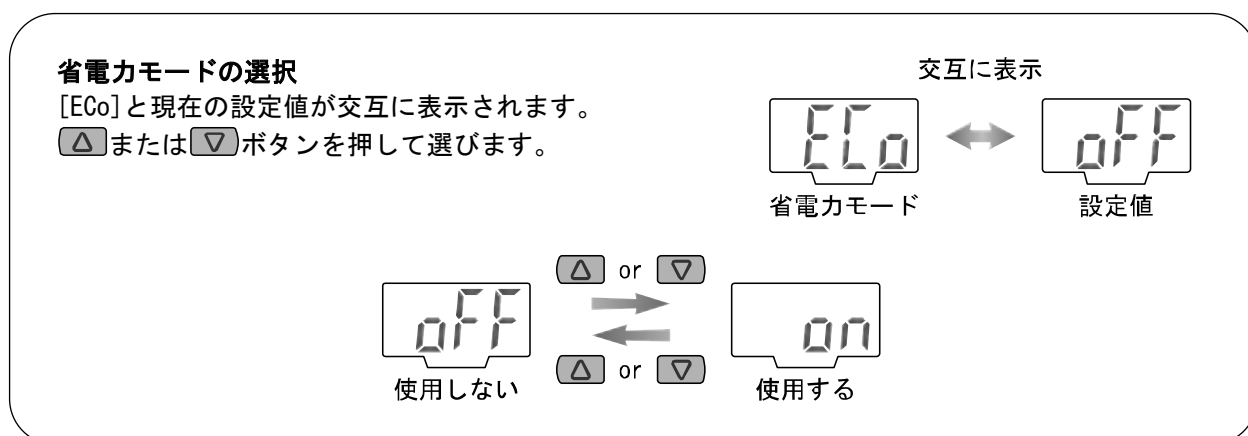 省電力モードの選択
[ECo]と現在の設定値が交互に表示されます。
△または▽ボタンを押して選びます。
交互に表示
ECo
oFF
省電力モード
設定値
△ or ▽
oFF
on
△ or ▽
使用しない
使用する